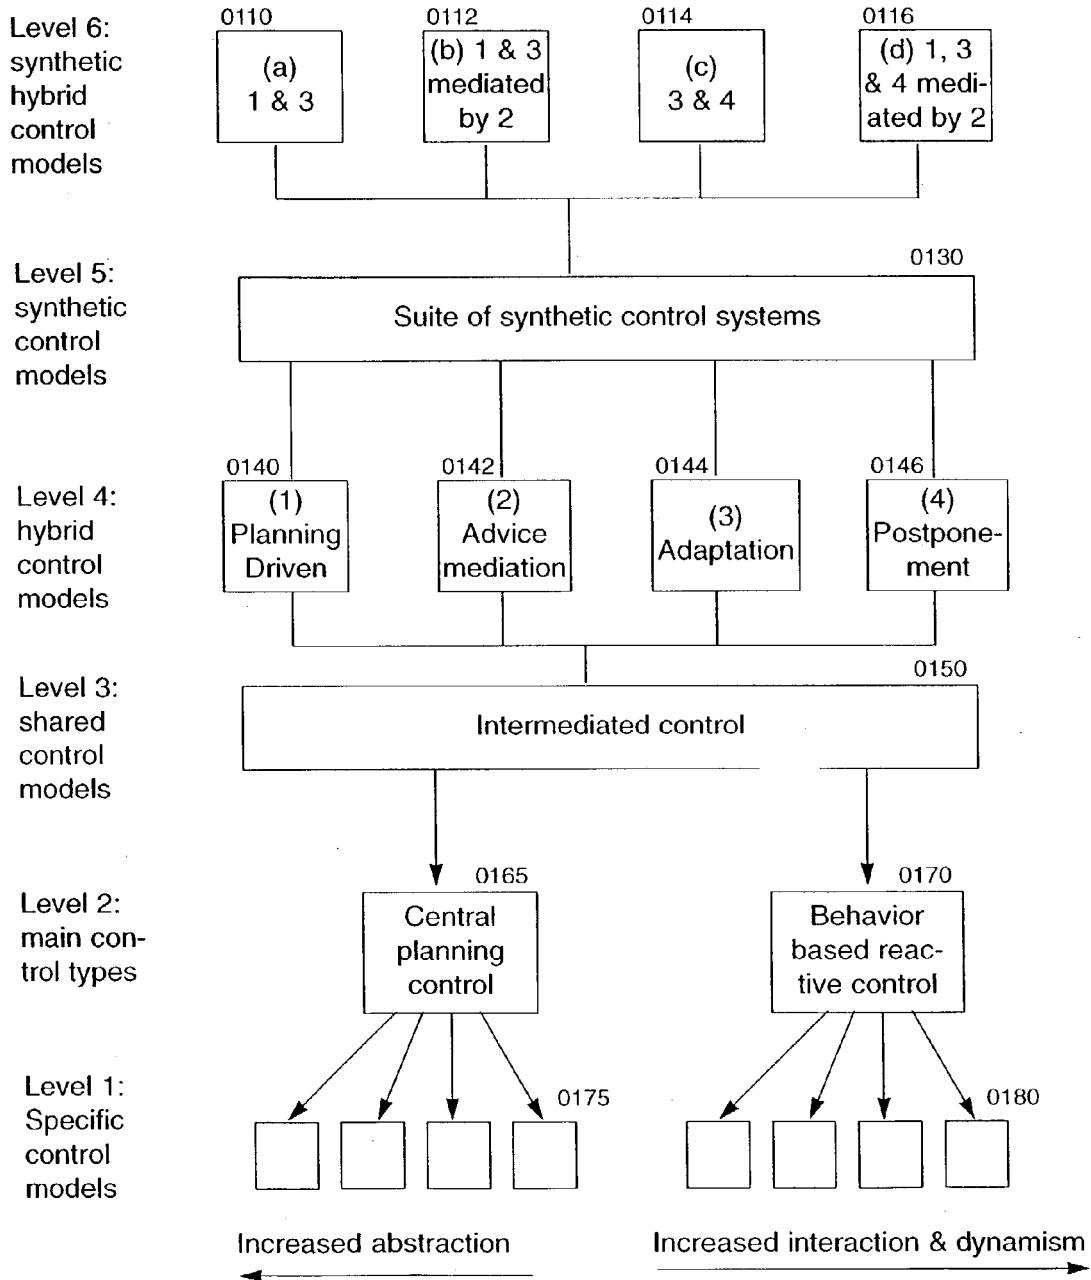 Level 6:
synthetic
hybrid
control
models
0110
(a)
1 & 3
0112
(b) 1 & 3
mediated
by 2
0114
(c)
3 & 4
0116
(d) 1, 3
& 4 medi-
ated by 2
Level 5:
synthetic
control
models
0130
Suite of synthetic control systems
Level 4:
hybrid
control
models
0140
(1)
Planning
Driven
0142
(2)
Advice
mediation
0144
(3)
Adaptation
0146
(4)
Postpone-
ment
Level 3:
shared
control
models
0150
Intermediated control
Level 2:
main con-
trol types
0165
Central
planning
control
0170
Behavior
based reac-
tive control
Level 1:
Specific
control
models
0175
0180
Increased abstraction
Increased interaction & dynamism